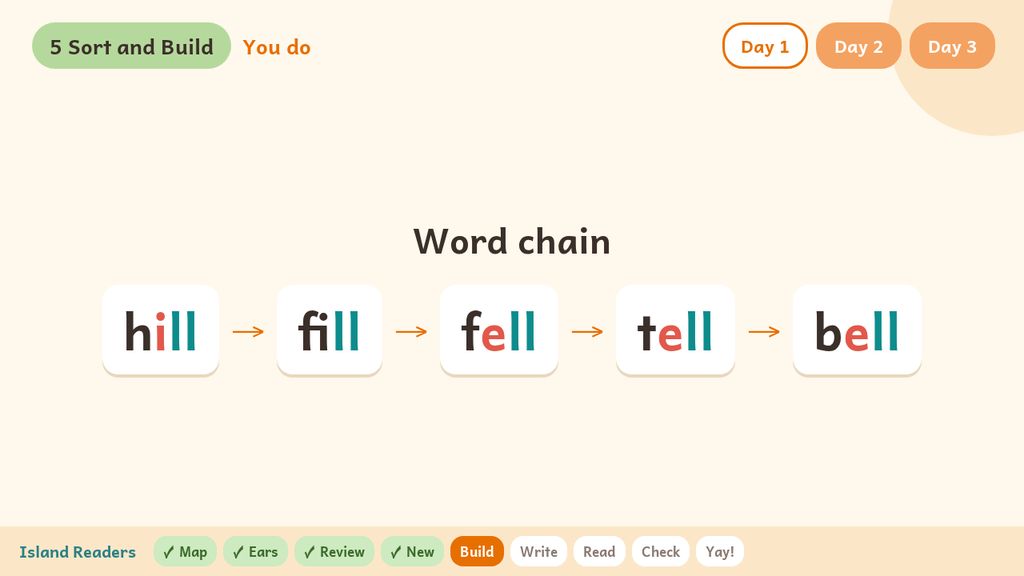 5 Sort and Build You do Day 1 Day 2 Day 3
Word chain
hill → fill → fell → tell → bell
Island Readers ✓ Map ✓ Ears ✓ Review ✓ New Build Write Read Check Yay!